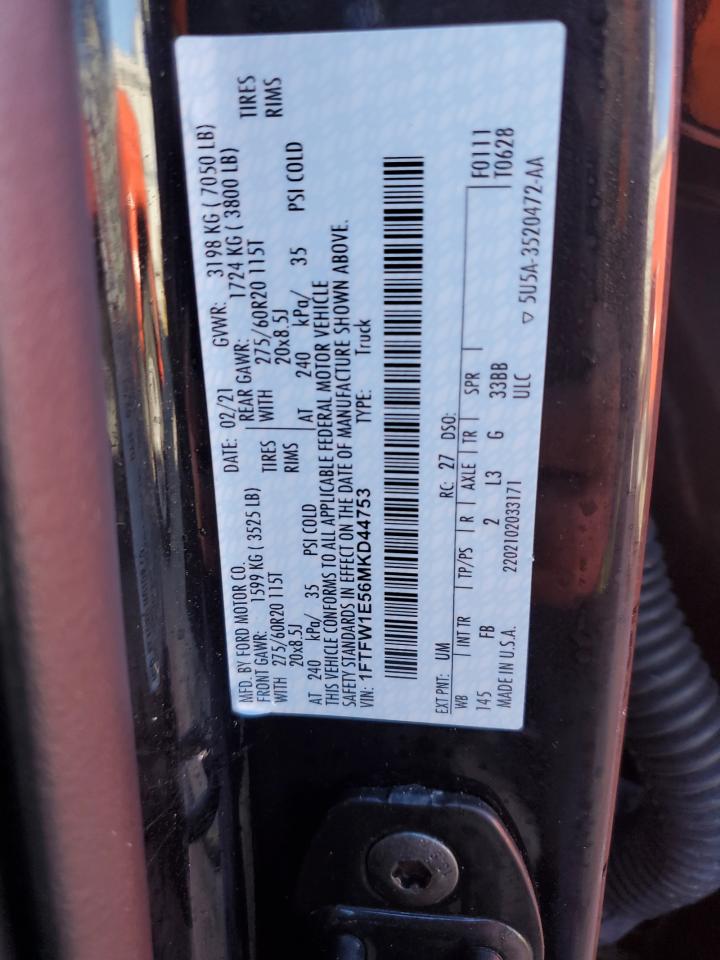 MFD. BY FORD MOTOR CO.
DATE: 02/21 GVWR: 3198 KG ( 7050 LB)
FRONT GAWR: 1599 KG ( 3525 LB) REAR GAWR: 1724 KG ( 3800 LB)
WITH 275/60R20 115T TIRES WITH 275/60R20 115T TIRES
20x8.5J RIMS 20x8.5J RIMS
AT 240 kPa/ 35 PSI COLD AT 240 kPa/ 35 PSI COLD
THIS VEHICLE CONFORMS TO ALL APPLICABLE FEDERAL MOTOR VEHICLE
SAFETY STANDARDS IN EFFECT ON THE DATE OF MANUFACTURE SHOWN ABOVE.
VIN: 1FTFW1E56MKD44753 TYPE: Truck
EXT PNT: UM RC: 27 DSO: F0111
WB INT TR TP/PS R AXLE TR SPR T0628
145 FB 2 L3 G 33BB
MADE IN U.S.A. 2202102033171 ULC ▽ 5U5A-3520472-AA